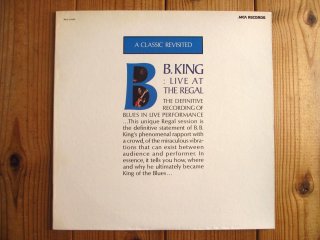 MCA RECORDS
A CLASSIC REVISITED
B B. KING
: LIVE AT
THE REGAL
THE DEFINITIVE
RECORDING OF
BLUES IN LIVE PERFORMANCE
...This unique Regal session is
the definitive statement of B.B.
King's phenomenal rapport with
a crowd, of the miraculous vibra-
tions that can exist between
audience and performer. In
essence, it tells you how, where
and why he ultimately became
King of the Blues...